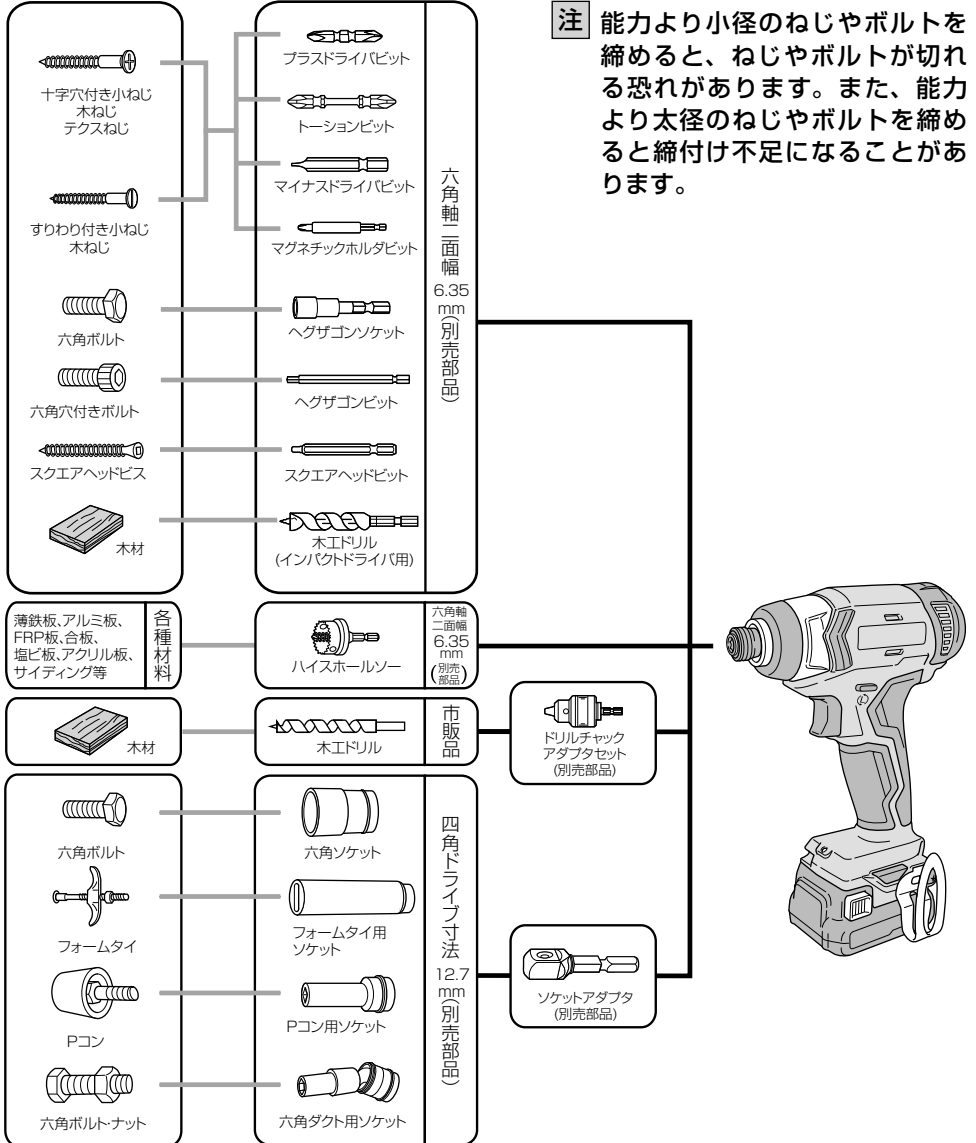 注 能力より小径のねじやボルトを
締めると、ねじやボルトが切れ
る恐れがあります。また、能力
より太径のねじやボルトを締め
ると締付け不足になることがあ
ります。
十字穴付き小ねじ
木ねじ
テクスねじ
すりわり付き小ねじ
木ねじ
六角ボルト
六角穴付きボルト
スクエアヘッドビス
木材
プラスドライバビット
トーションビット
マイナスドライバビット
マグネチックホルダビット
ヘグザゴンソケット
ヘグザゴンビット
スクエアヘッドビット
木工ドリル
(インパクトドライバ用)
六角軸二面幅6.35mm(別売部品)
薄鉄板、アルミ板、
FRP板、合板、
塩ビ板、アクリル板、
サイディング等
各種材料
ハイスホールソー
六角軸
二面幅
6.35
mm
(別売
部品)
木材
木工ドリル
市販品
ドリルチャック
アダプタセット
(別売部品)
六角ボルト
フォームタイ
Pコン
六角ボルト・ナット
六角ソケット
フォームタイ用
ソケット
Pコン用ソケット
六角ダクト用ソケット
四角ドライブ寸法12.7mm(別売部品)
ソケットアダプタ
(別売部品)